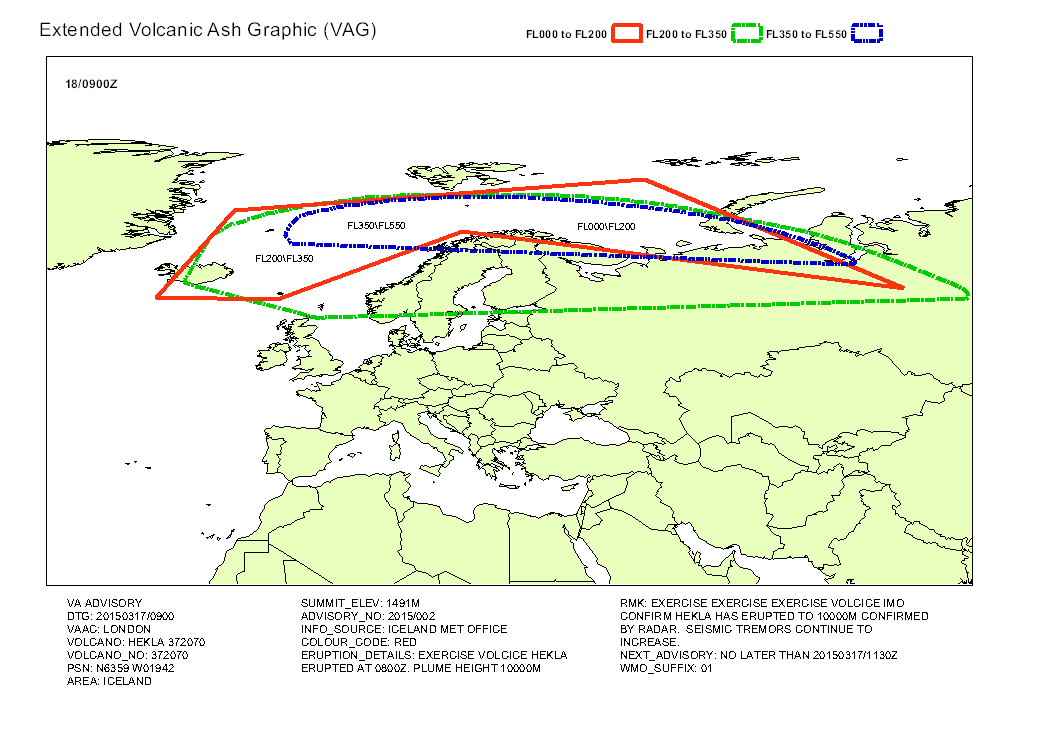 Extended Volcanic Ash Graphic (VAG)
FL000 to FL200 FL200 to FL350 FL350 to FL550
18/0900Z
FL350\FL550
FL000\FL200
FL200\FL350
VA ADVISORY
DTG: 20150317/0900
VAAC: LONDON
VOLCANO: HEKLA 372070
VOLCANO_NO: 372070
PSN: N6359 W01942
AREA: ICELAND
SUMMIT_ELEV: 1491M
ADVISORY_NO: 2015/002
INFO_SOURCE: ICELAND MET OFFICE
COLOUR_CODE: RED
ERUPTION_DETAILS: EXERCISE VOLCICE HEKLA
ERUPTED AT 0800Z. PLUME HEIGHT 10000M
RMK: EXERCISE EXERCISE EXERCISE VOLCICE IMO
CONFIRM HEKLA HAS ERUPTED TO 10000M CONFIRMED
BY RADAR. SEISMIC TREMORS CONTINUE TO
INCREASE.
NEXT_ADVISORY: NO LATER THAN 20150317/1130Z
WMO_SUFFIX: 01